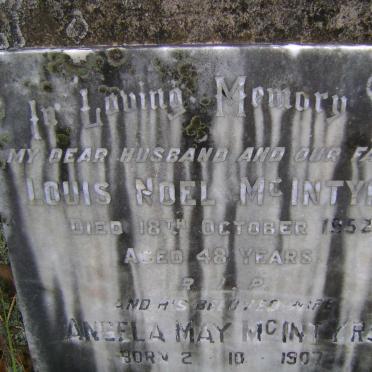 In Loving Memory
MY DEAR HUSBAND AND OUR FA
LOUIS NOEL McINTYR
DIED 18TH OCTOBER 1952
AGED 48 YEARS
R. I. P.
AND HIS BELOVED WIFE
ANGELA MAY McINTYRE
BORN 2 - 10 - 1907